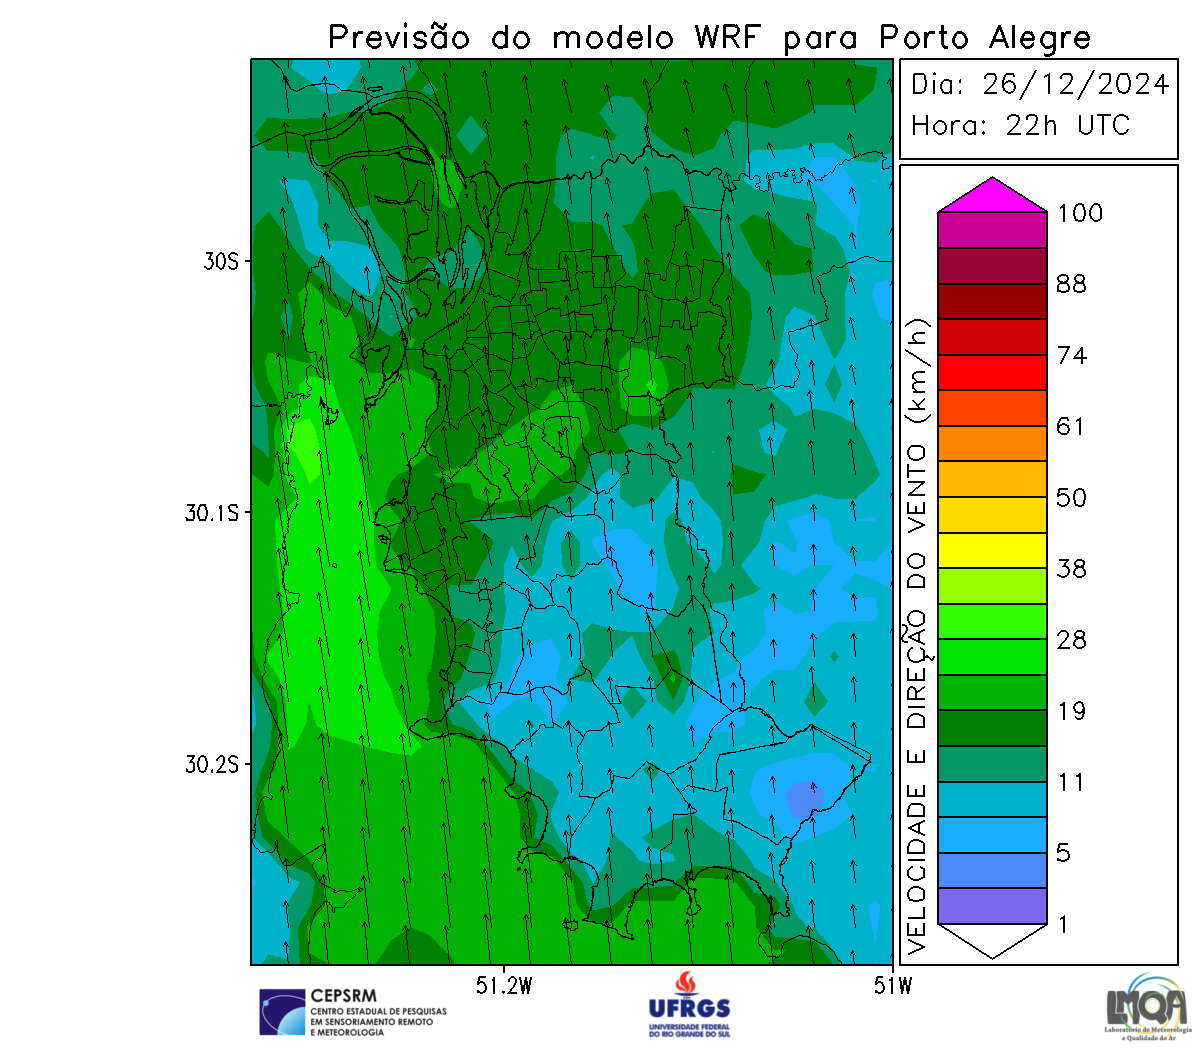 Previsão do modelo WRF para Porto Alegre
Dia: 26/12/2024
Hora: 22h UTC
30S
30.1S
30.2S
51.2W
51W
VELOCIDADE E DIREÇÃO DO VENTO (km/h)
100
88
74
61
50
38
28
19
11
5
1
CEPSRM
CENTRO ESTADUAL DE PESQUISAS
EM SENSORIAMENTO REMOTO
E METEOROLOGIA
UFRGS
UNIVERSIDADE FEDERAL
DO RIO GRANDE DO SUL
LMQA
Laboratório de Meteorologia
e Qualidade do Ar